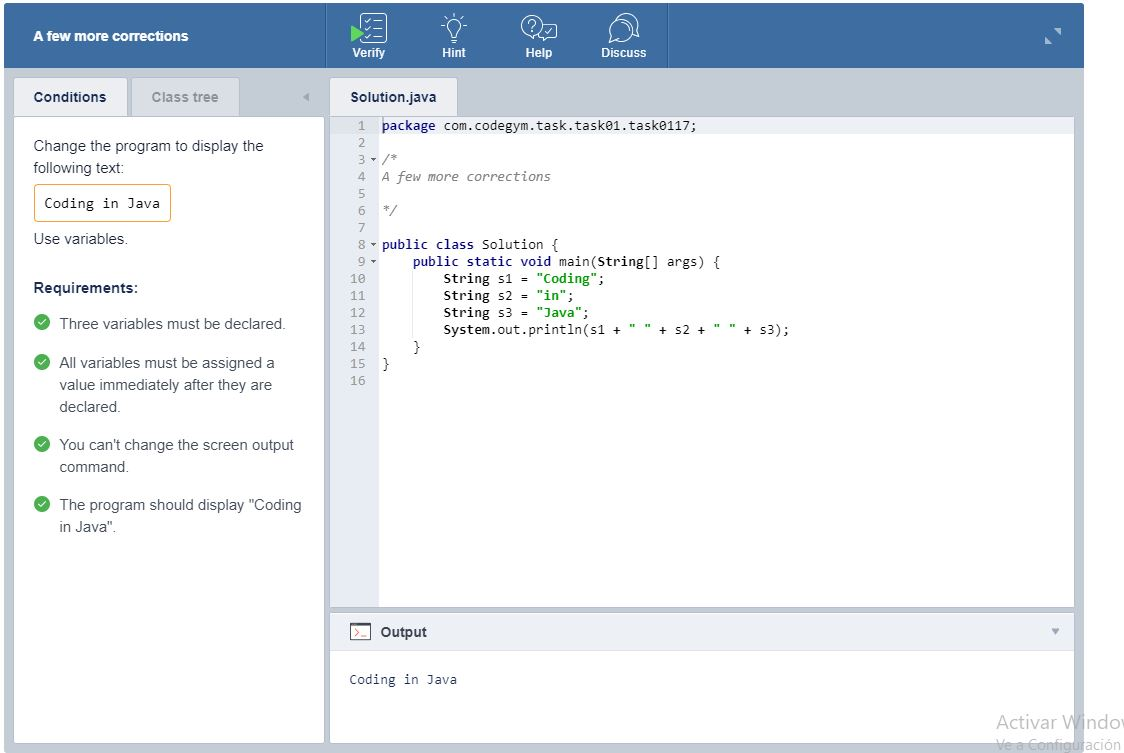 A few more corrections
Verify
Hint
Help
Discuss
Conditions
Class tree
Change the program to display the
following text:
Coding in Java
Use variables.
Requirements:
Three variables must be declared.
All variables must be assigned a
value immediately after they are
declared.
You can't change the screen output
command.
The program should display "Coding
in Java".
Solution.java
1 package com.codegym.task.task01.task0117;
2
3 /*
4 A few more corrections
5
6 */
7
8 public class Solution {
9     public static void main(String[] args) {
10         String s1 = "Coding";
11         String s2 = "in";
12         String s3 = "Java";
13         System.out.println(s1 + " " + s2 + " " + s3);
14     }
15 }
16
Output
Coding in Java
Activar Window
Ve a Configuración